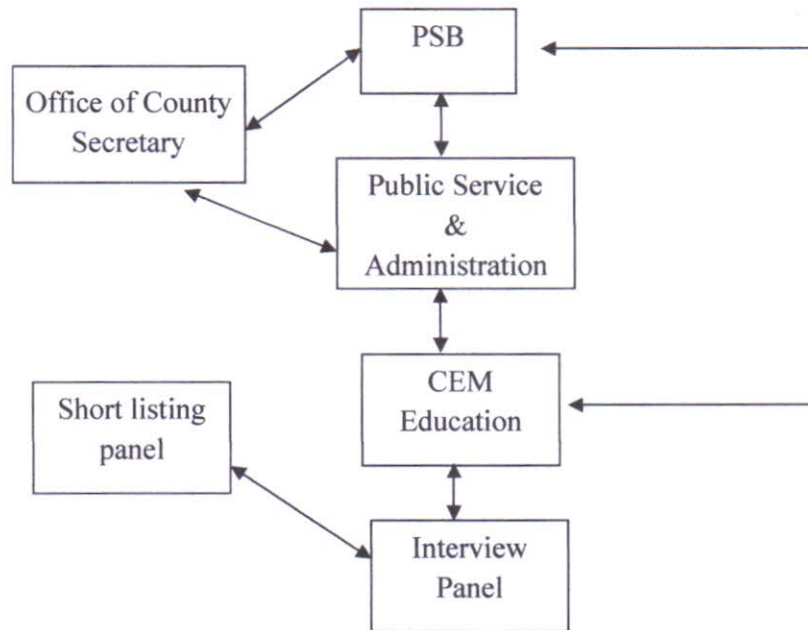 PSB
Office of County
Secretary
Public Service
&
Administration
CEM
Education
Short listing
panel
Interview
Panel